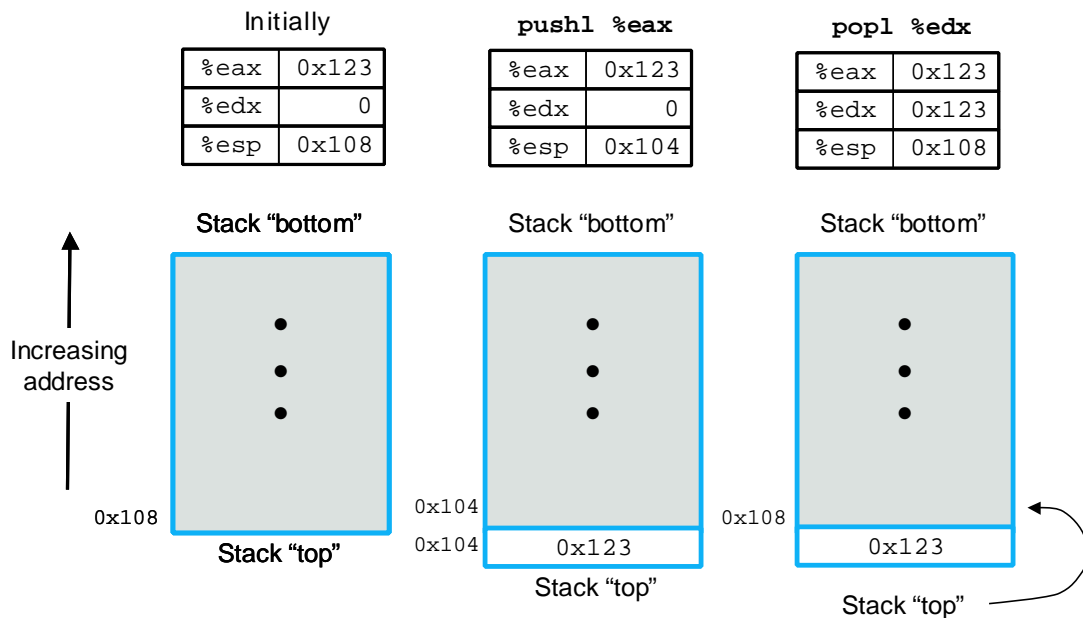 Initially
%eax 0x123
%edx 0
%esp 0x108
pushl %eax
%eax 0x123
%edx 0
%esp 0x104
popl %edx
%eax 0x123
%edx 0x123
%esp 0x108
Increasing
address
Stack “bottom”
0x108
Stack “top”
Stack “bottom”
0x104
0x104 0x123
Stack “top”
Stack “bottom”
0x108
0x123
Stack “top”